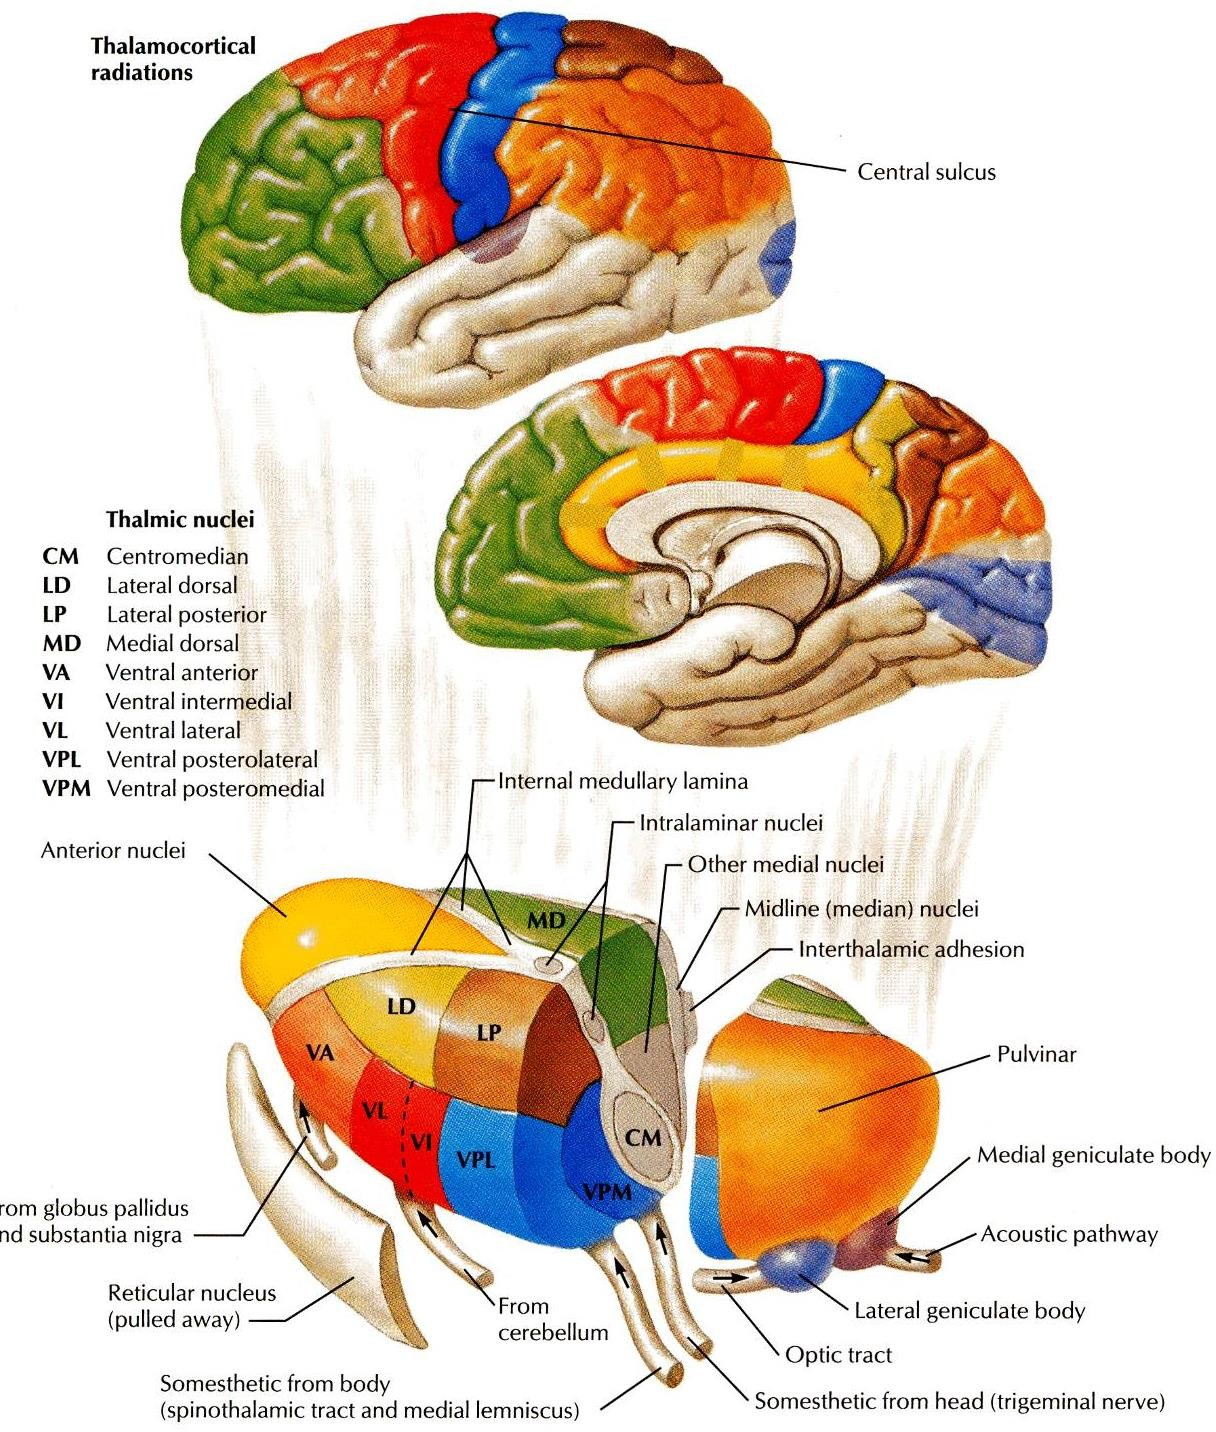 Thalamocortical
radiations
Central sulcus
Thalmic nuclei
CM Centromedian
LD Lateral dorsal
LP Lateral posterior
MD Medial dorsal
VA Ventral anterior
VI Ventral intermedial
VL Ventral lateral
VPL Ventral posterolateral
VPM Ventral posteromedial
Internal medullary lamina
Intralaminar nuclei
Anterior nuclei
Other medial nuclei
Midline (median) nuclei
Interthalamic adhesion
MD
LD
LP
VA
VL
VI
VPL
CM
VPM
Pulvinar
Medial geniculate body
rom globus pallidus
nd substantia nigra
Acoustic pathway
Reticular nucleus
(pulled away)
From
cerebellum
Lateral geniculate body
Optic tract
Somesthetic from body
(spinothalamic tract and medial lemniscus)
Somesthetic from head (trigeminal nerve)